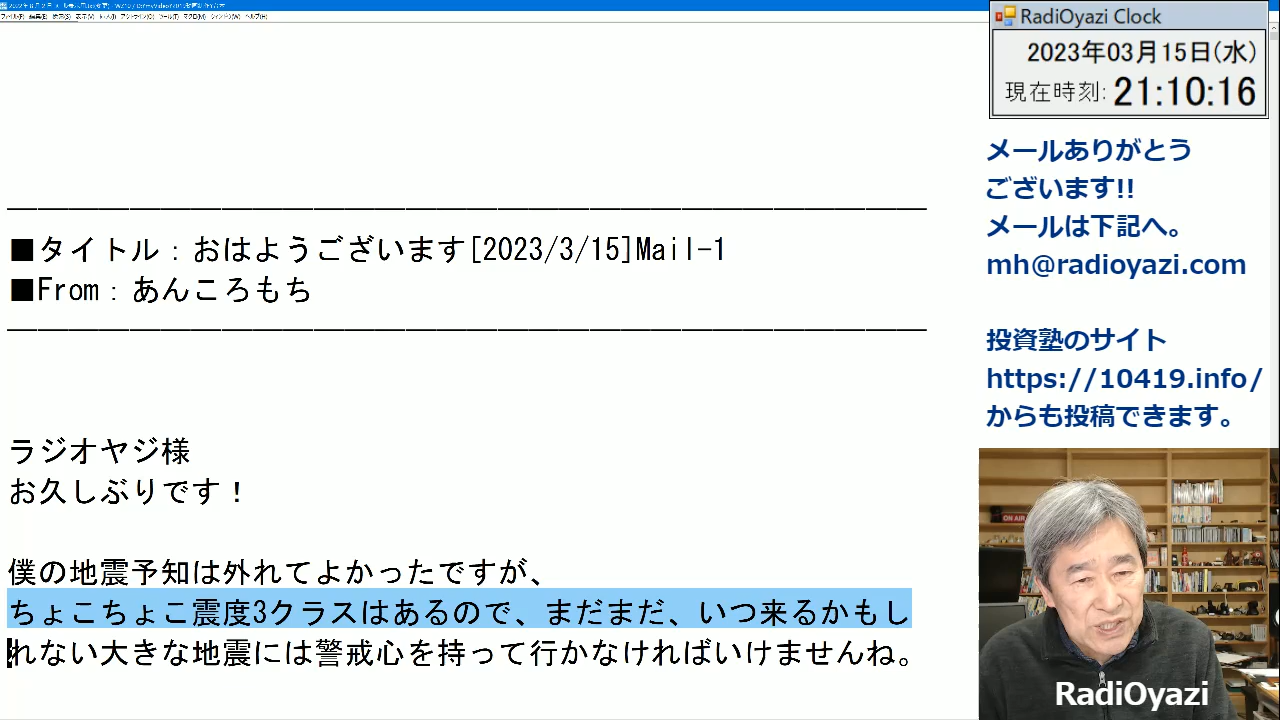 RadiOyazi Clock
2023年03月15日(水)
現在時刻: 21:10:16
メールありがとう
ございます!!
メールは下記へ。
mh@radioyazi.com
投資塾のサイト
https://10419.info/
からも投稿できます。
■タイトル：おはようございます[2023/3/15]Mail-1
■From：あんころもち
ラジオヤジ様
お久しぶりです！
僕の地震予知は外れてよかったですが、
ちょこちょこ震度3クラスはあるので、まだまだ、いつ来るかもし
れない大きな地震には警戒心を持って行かなければいけませんね。
ON AIR
RadiOyazi